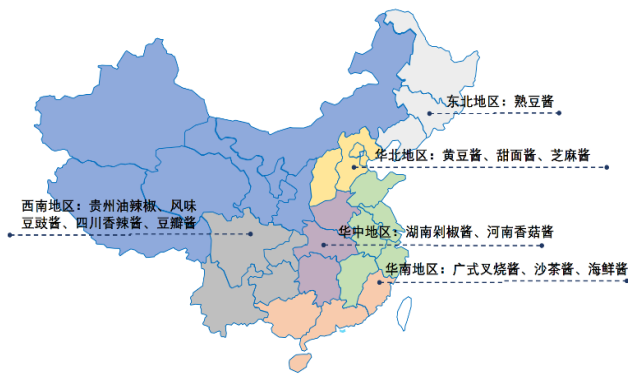 东北地区：熟豆酱
华北地区：黄豆酱、甜面酱、芝麻酱
西南地区：贵州油辣椒、风味
豆豉酱、四川香辣酱、豆瓣酱
华中地区：湖南剁椒酱、河南香菇酱
华南地区：广式叉烧酱、沙茶酱、海鲜酱